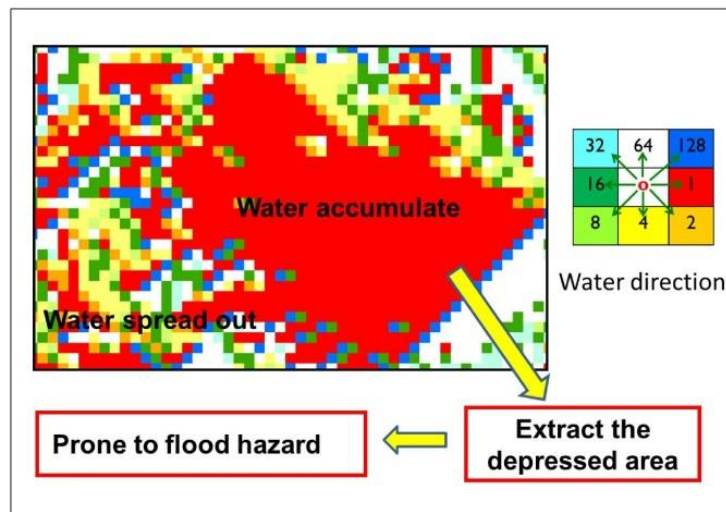 Water accumulate
Water spread out
32 64 128
16 O 1
8 4 2
Water direction
Prone to flood hazard
Extract the
depressed area